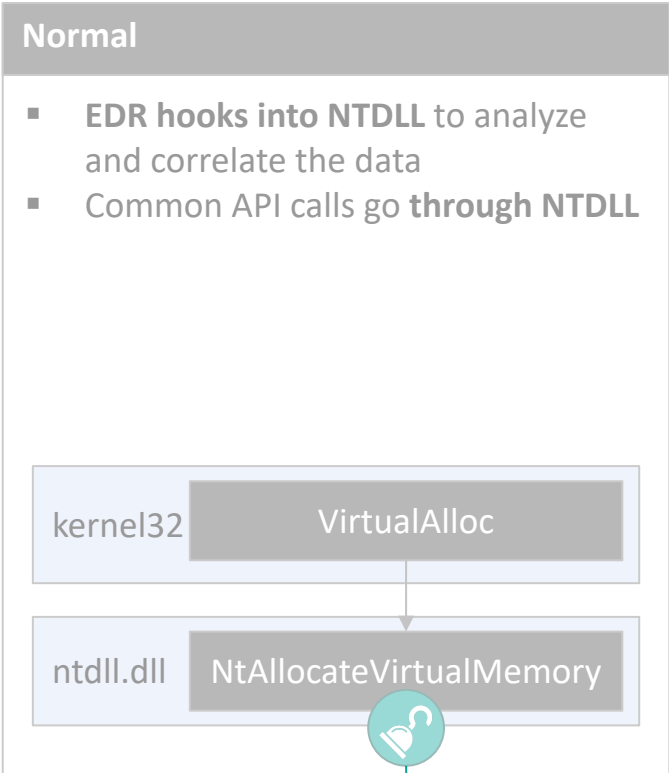 Normal
▪ EDR hooks into NTDLL to analyze
and correlate the data
▪ Common API calls go through NTDLL
kernel32
VirtualAlloc
ntdll.dll
NtAllocateVirtualMemory